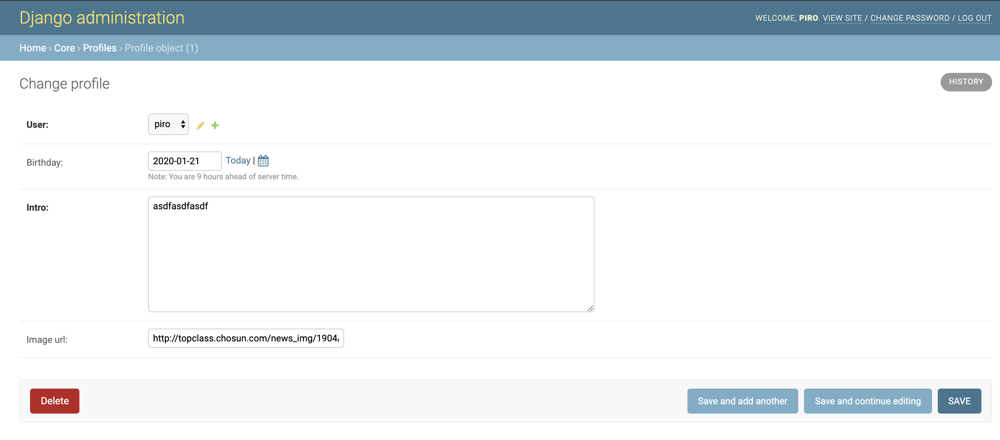 Django administration
WELCOME, PIRO. VIEW SITE / CHANGE PASSWORD / LOG OUT
Home › Core › Profiles › Profile object (1)
Change profile
HISTORY
User:
piro
Birthday:
2020-01-21
Today |
Note: You are 9 hours ahead of server time.
Intro:
asdfasdfasdf
Image url:
http://topclass.chosun.com/news_img/1904/
Delete
Save and add another
Save and continue editing
SAVE